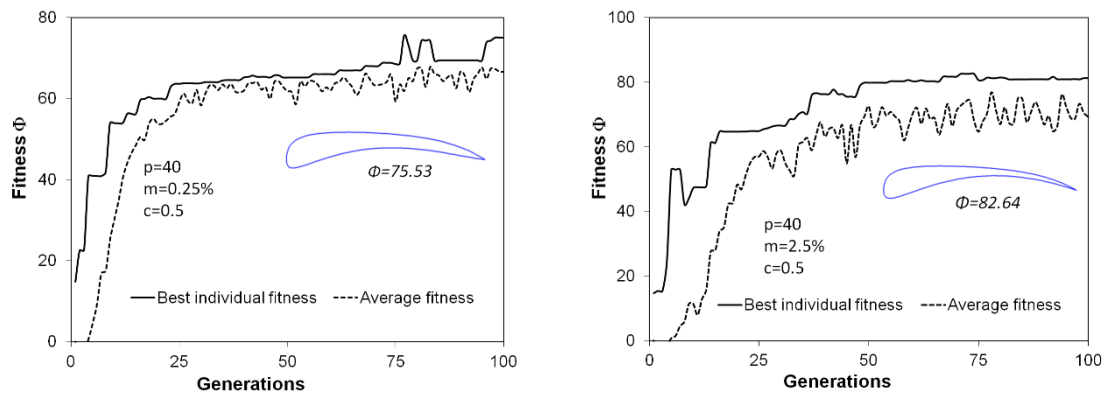 80
60
40
20
0
Fitness Φ
p=40
m=0.25%
c=0.5
Φ=75.53
Best individual fitness
Average fitness
0
25
50
75
100
Generations
100
80
60
40
20
0
Fitness Φ
p=40
m=2.5%
c=0.5
Φ=82.64
Best individual fitness
Average fitness
0
25
50
75
100
Generations